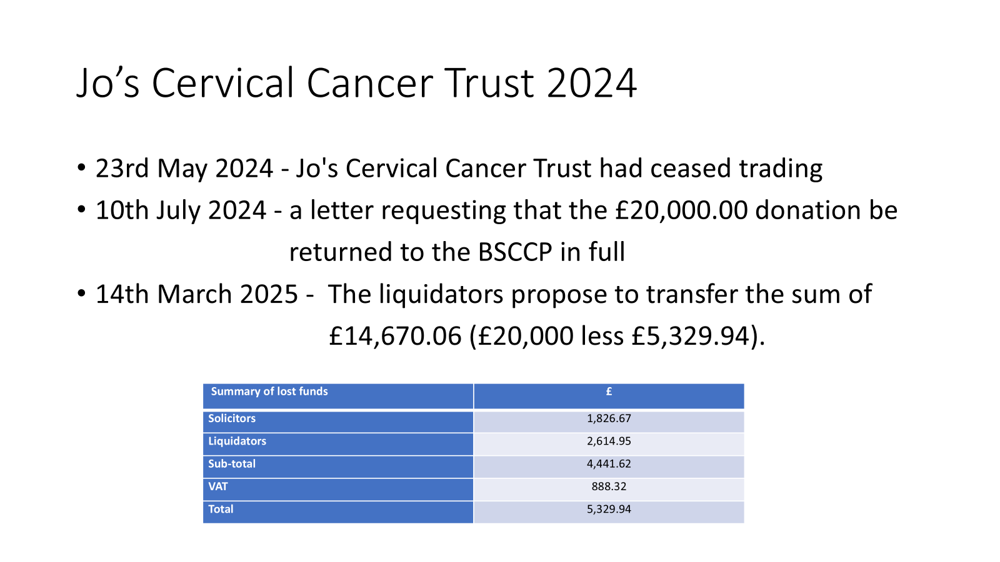 Jo’s Cervical Cancer Trust 2024
• 23rd May 2024 - Jo's Cervical Cancer Trust had ceased trading
• 10th July 2024 - a letter requesting that the £20,000.00 donation be
returned to the BSCCP in full
• 14th March 2025 - The liquidators propose to transfer the sum of
£14,670.06 (£20,000 less £5,329.94).
Summary of lost funds £
Solicitors 1,826.67
Liquidators 2,614.95
Sub-total 4,441.62
VAT 888.32
Total 5,329.94